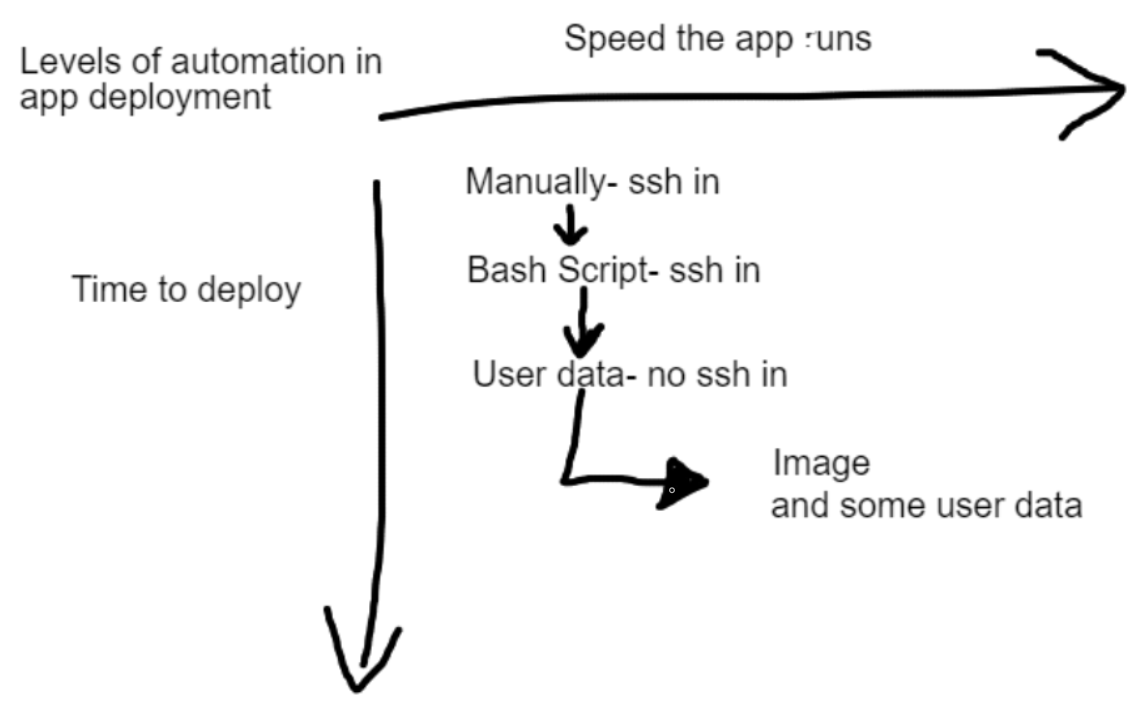 Speed the app runs
Levels of automation in
app deployment
Manually- ssh in
Bash Script- ssh in
Time to deploy
User data- no ssh in
Image
and some user data